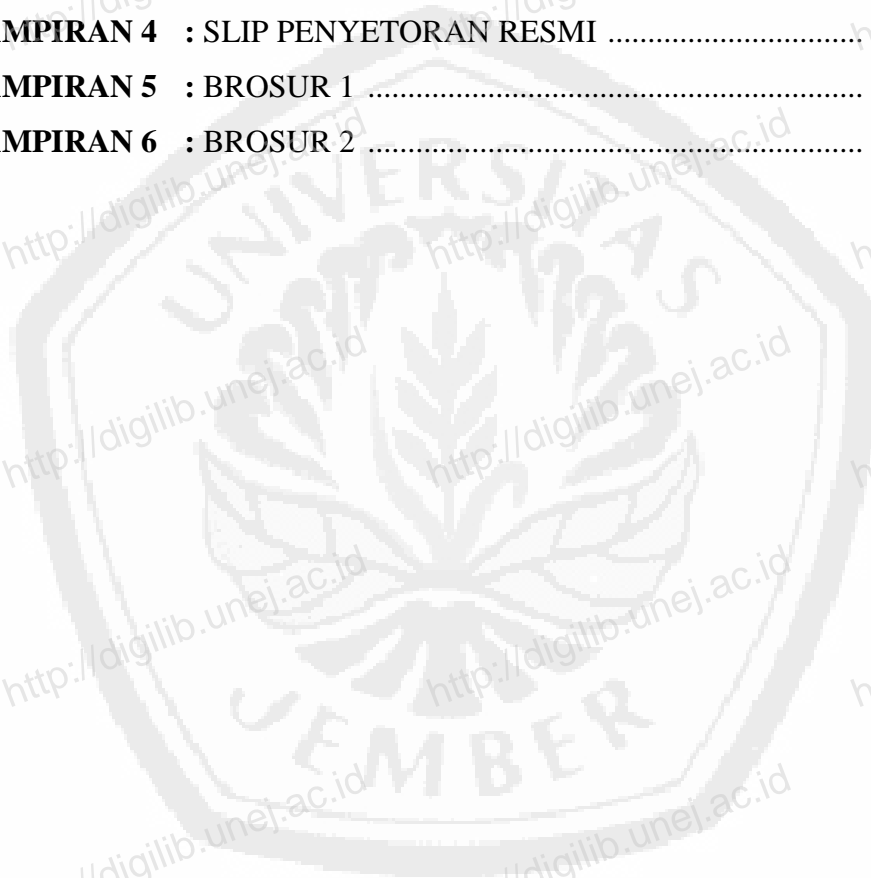 MPIRAN 4 : SLIP PENYETORAN RESMI ................................
MPIRAN 5 : BROSUR 1 ..............................................................
MPIRAN 6 : BROSUR 2 ..............................................................
http://digilib.unej.ac.id http://digilib.unej.ac.id
UNIVERSITAS
http://digilib.unej.ac.id http://digilib.unej.ac.id
http://digilib.unej.ac.id http://digilib.unej.ac.id
JEMBER
//digilib.unej.ac.id //digilib.unej.ac.id